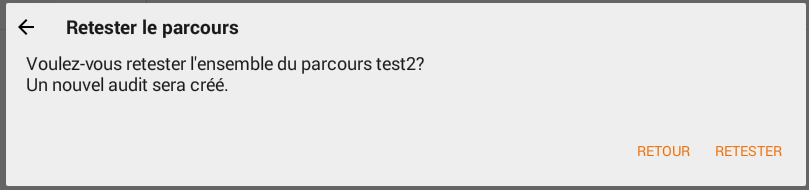 Retester le parcours
Voulez-vous retester l'ensemble du parcours test2?
Un nouvel audit sera créé.
RETOUR RETESTER